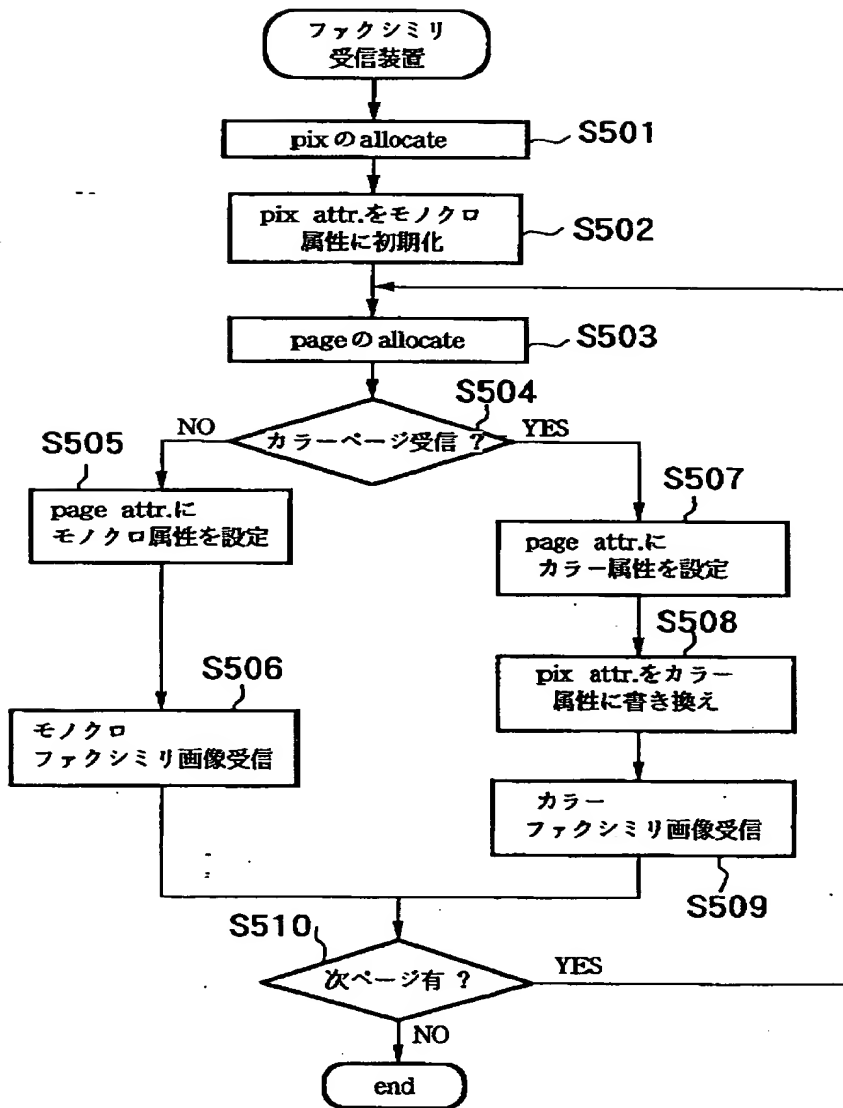 ファクシミリ
受信装置
pixのallocate
S501
pix attr.をモノクロ
属性に初期化
S502
pageのallocate
S503
S504
カラーページ受信 ?
NO
YES
S505
page attr.に
モノクロ属性を設定
S506
モノクロ
ファクシミリ画像受信
S507
page attr.に
カラー属性を設定
S508
pix attr.をカラー
属性に書き換え
カラー
ファクシミリ画像受信
S509
S510
次ページ有 ?
YES
NO
end